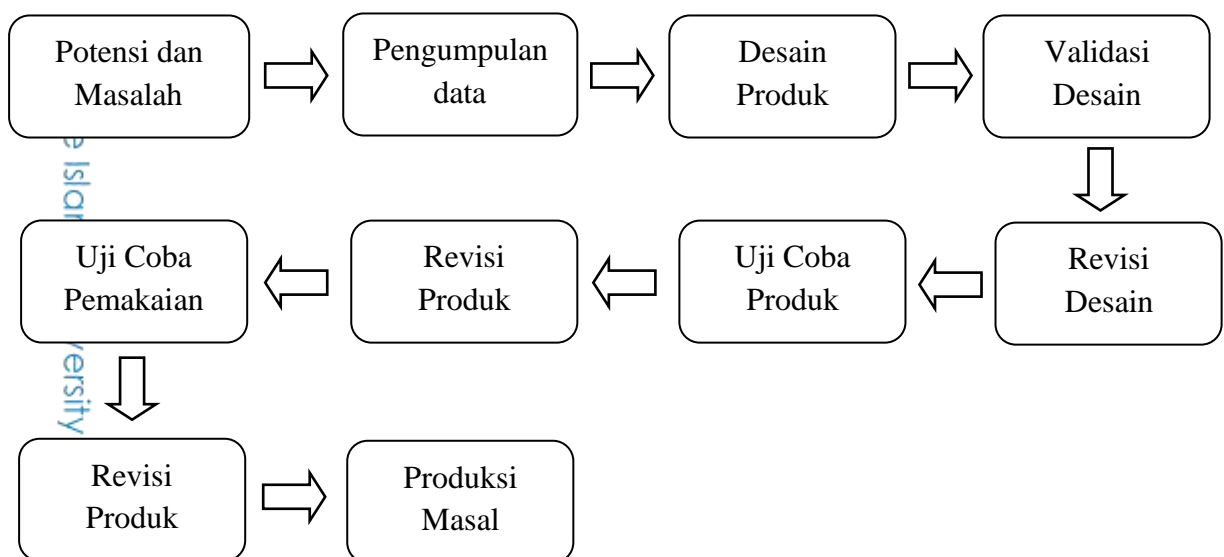 Potensi dan
Masalah
Pengumpulan
data
Desain
Produk
Validasi
Desain
Revisi
Desain
Uji Coba
Produk
Revisi
Produk
Uji Coba
Pemakaian
Revisi
Produk
Produksi
Masal